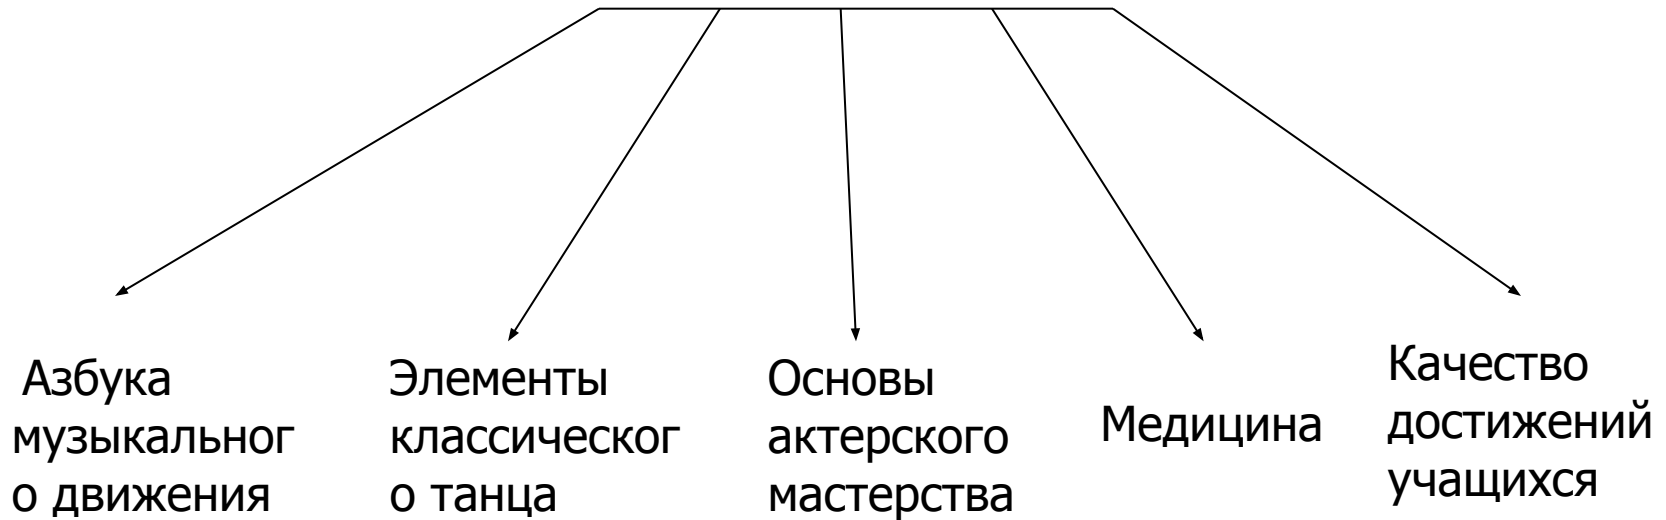 Азбука
музыкальног
о движения
Элементы
классическог
о танца
Основы
актерского
мастерства
Медицина
Качество
достижений
учащихся